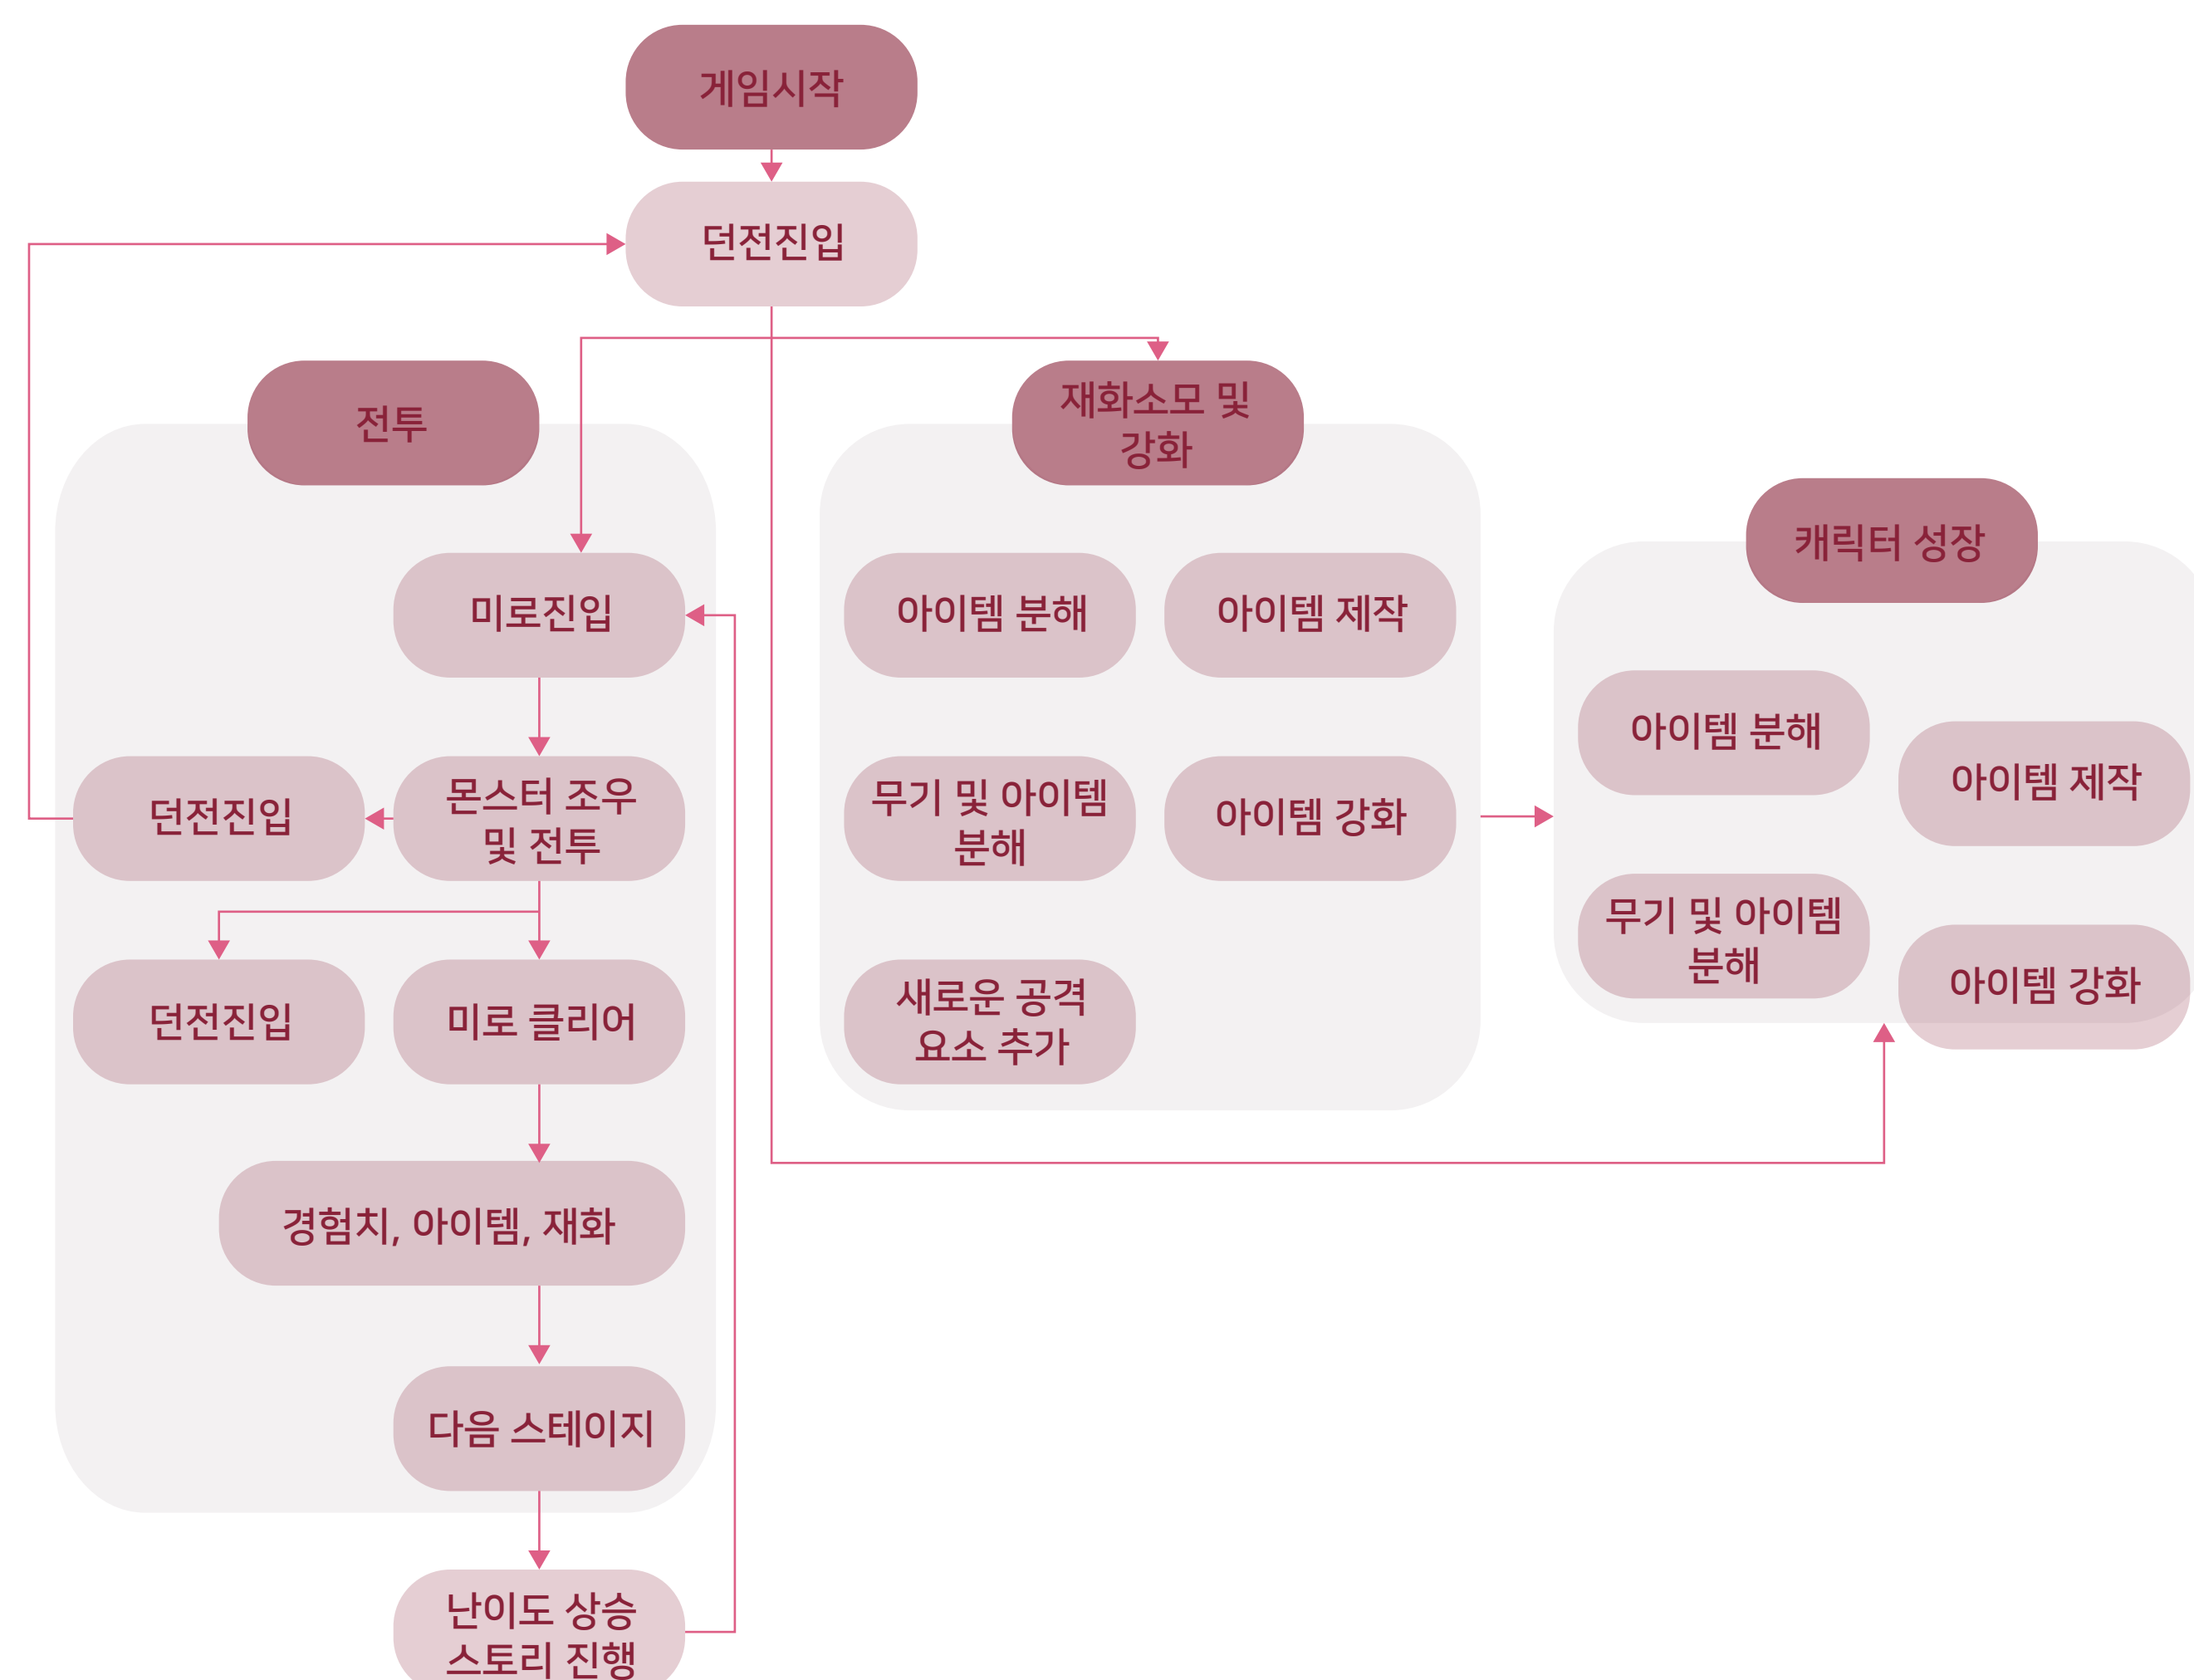 게임시작
던전진입
전투
미로진입
던전진입
몬스터 조우
및 전투
던전진입
미로 클리어
경험치, 아이템, 재화
다음 스테이지
난이도 상승
스토리 진행
재화소모 및
강화
아이템 분해
아이템 제작
무기 및 아이템
분해
아이템 강화
새로운 공격
요소 추가
캐릭터 성장
아이템 분해
아이템 제작
무기 및 아이템
분해
아이템 강화